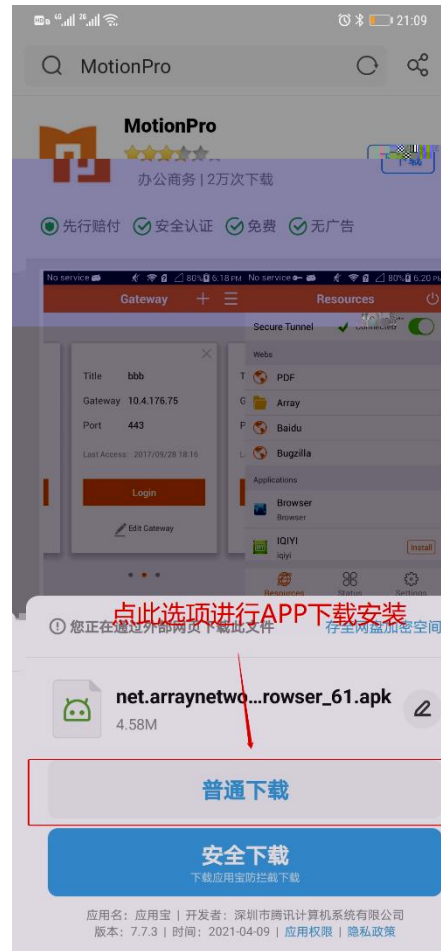 21:09
MotionPro
MotionPro
下载
办公商务 | 2万次下载
先行赔付 安全认证 免费 无广告
No service 80% 6:18 PM No service 80% 6:20 PM
Gateway
Resources
Secure Tunnel
Title bbb
Webs
Gateway 10.4.176.75
PDF
Port 443
Array
Last Access: 2017/09/28 18:16
Baidu
Bugzilla
Login
Applications
Edit Gateway
Browser
Browser
IQIYI
iqiyi
Install
Resources Status Settings
点此选项进行APP下载安装
您正在通过外部网页下载此文件
存至网盘加密空间
net.arraynetwo...rowser_61.apk
4.58M
普通下载
安全下载
下载应用宝防拦截下载
应用名：应用宝 | 开发者：深圳市腾讯计算机系统有限公司
版本：7.7.3 | 时间：2021-04-09 | 应用权限 | 隐私政策